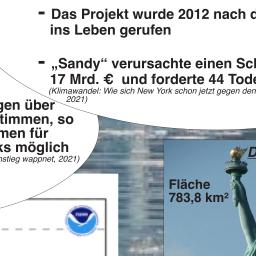 - Das Projekt wurde 2012 nach d
ins Leben gerufen
- „Sandy“ verursachte einen Sch
17 Mrd. € und forderte 44 Tode
(Klimawandel: Wie sich New York schon jetzt gegen den
2021)
gen über
timmen, so
men für
ks möglich
nstieg wappnet, 2021)
Fläche
783,8 km²